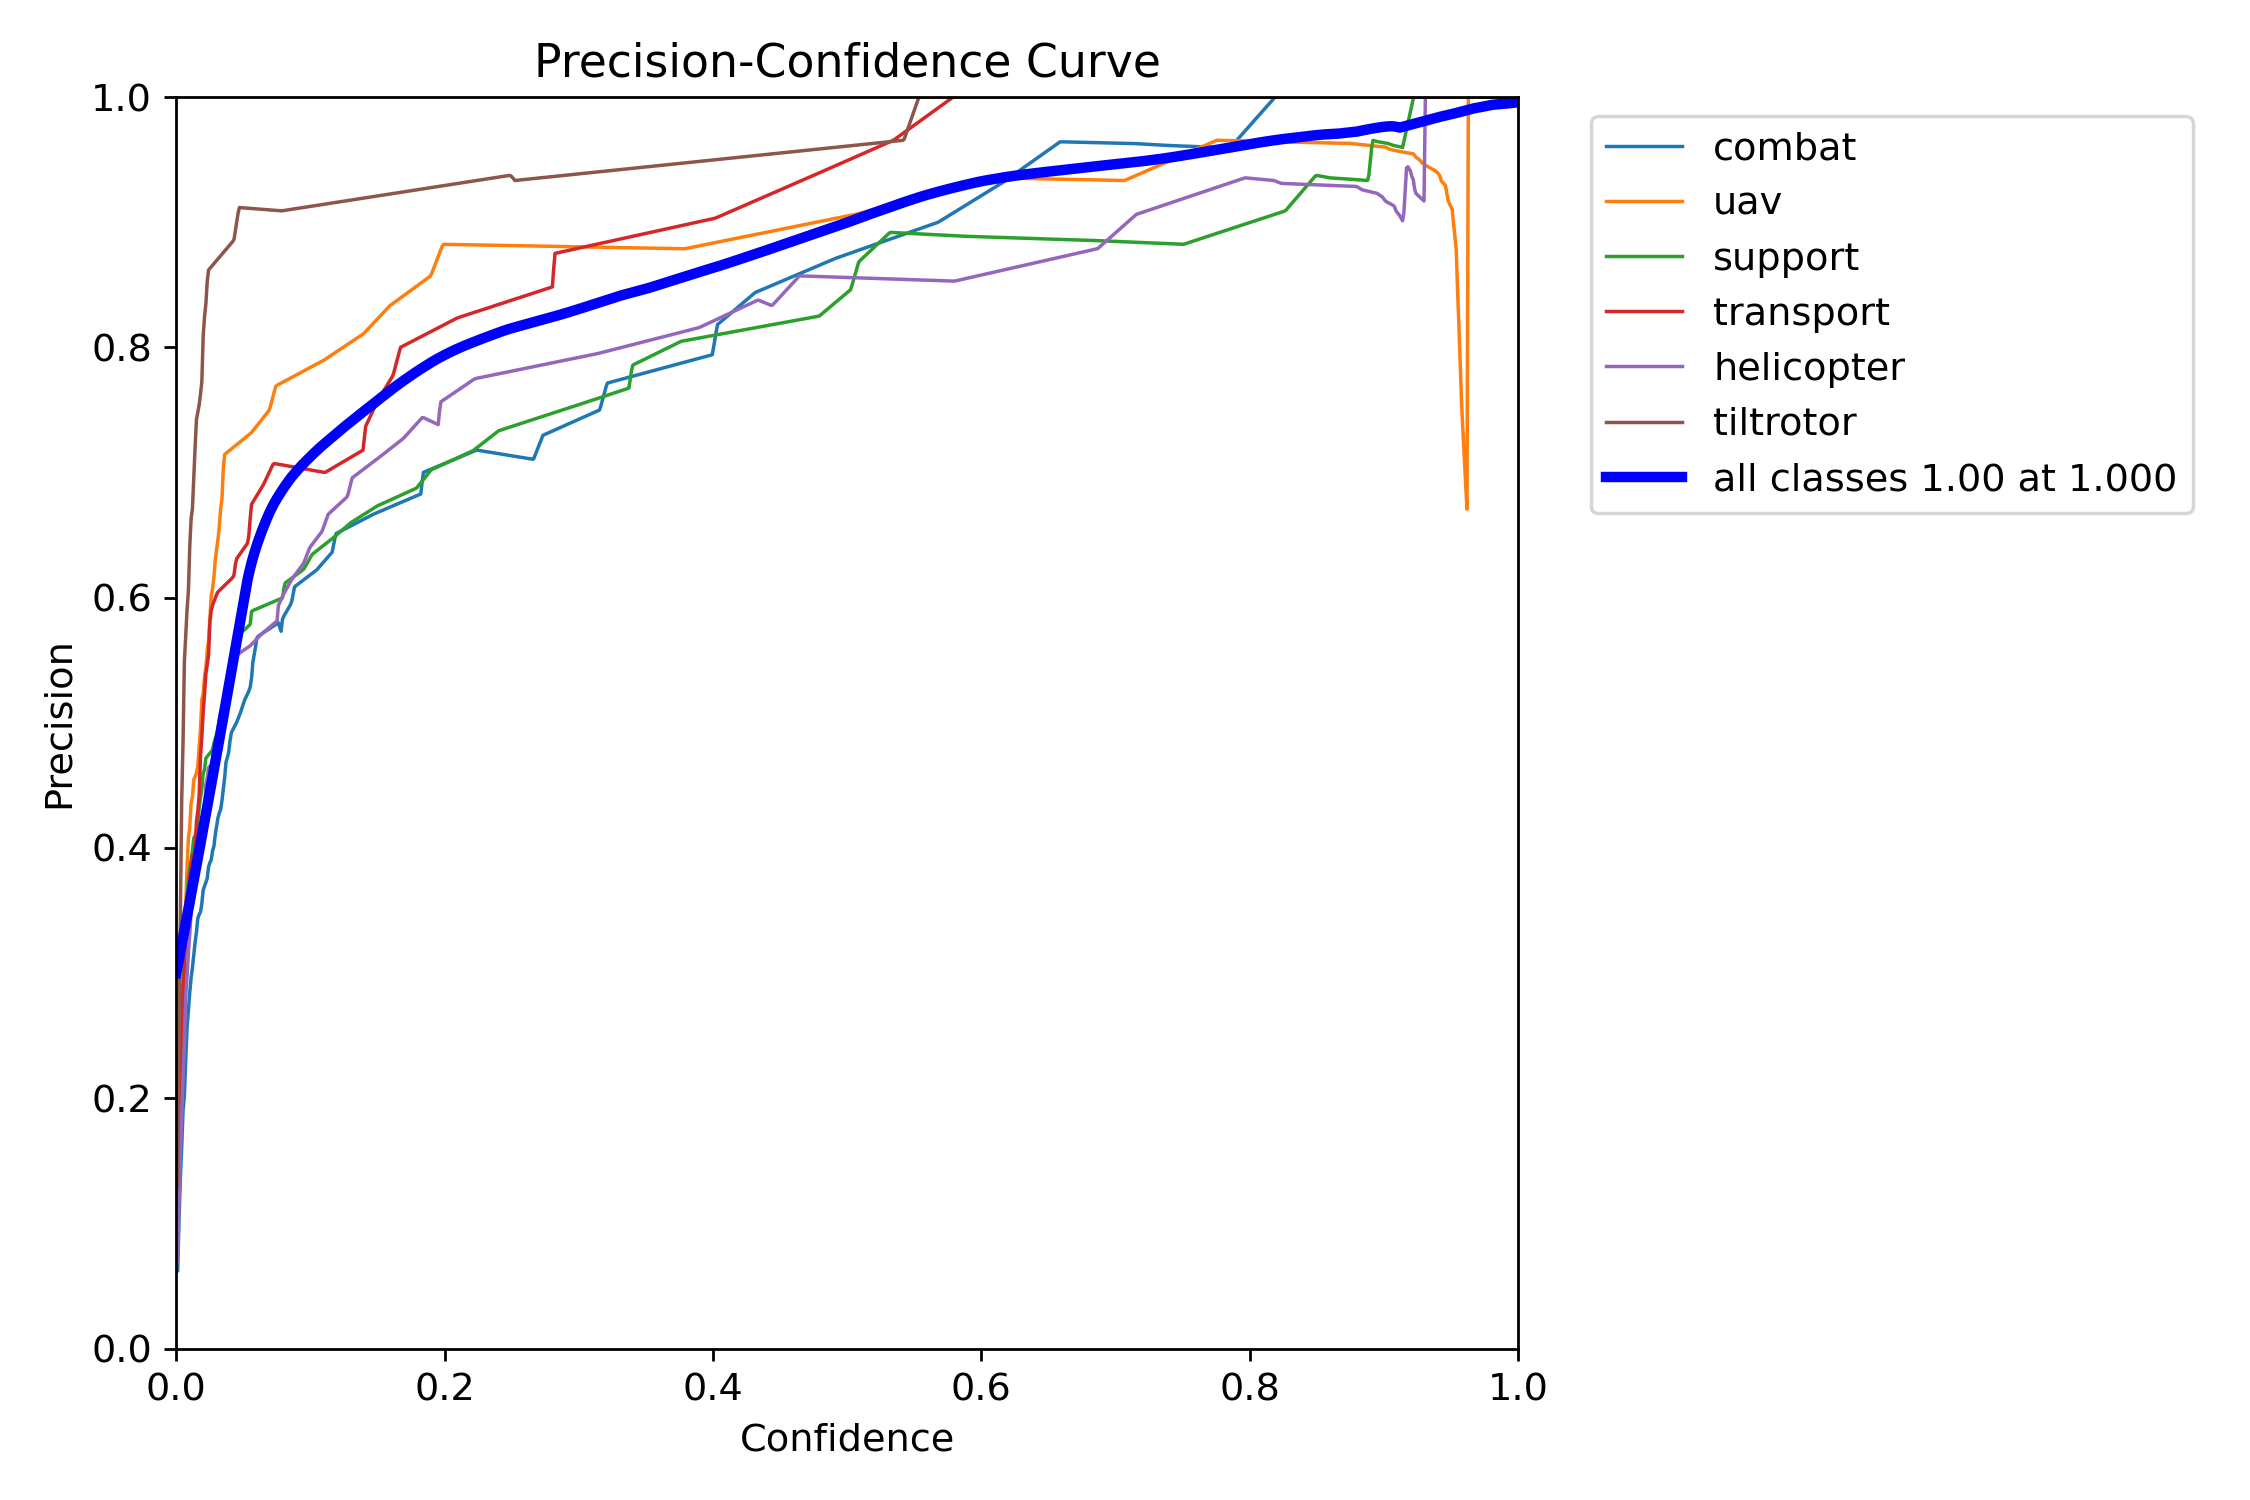 Precision-Confidence Curve
1.0
0.8
0.6
0.4
0.2
0.0
Precision
0.0 0.2 0.4 0.6 0.8 1.0
Confidence
combat
uav
support
transport
helicopter
tiltrotor
all classes 1.00 at 1.000